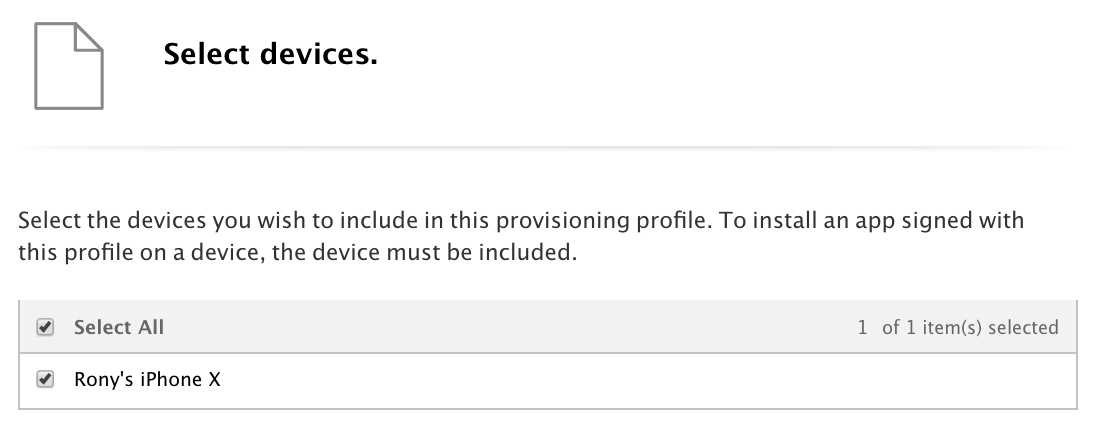 Select devices.
Select the devices you wish to include in this provisioning profile. To install an app signed with
this profile on a device, the device must be included.
Select All 1 of 1 item(s) selected
Rony's iPhone X